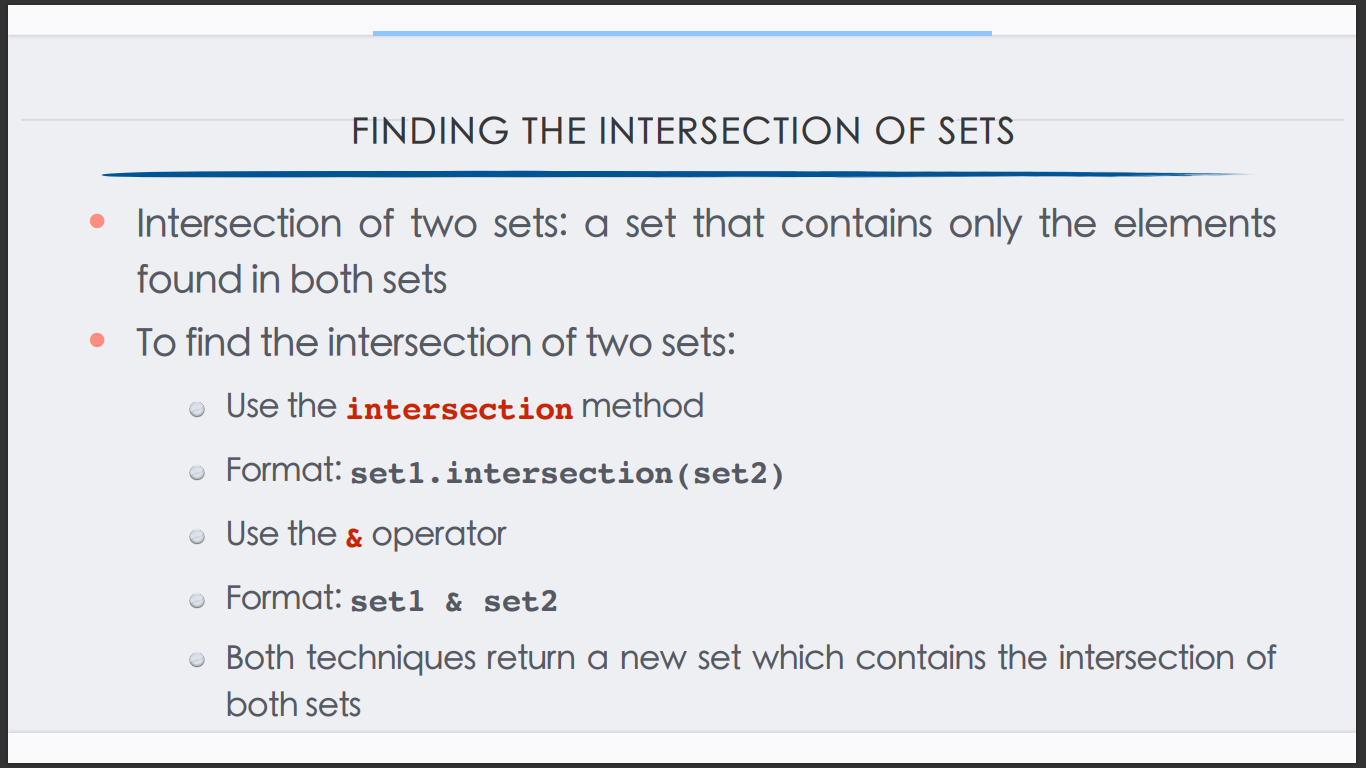 FINDING THE INTERSECTION OF SETS
Intersection of two sets: a set that contains only the elements
found in both sets
To find the intersection of two sets:
Use the intersection method
Format: set1.intersection(set2)
Use the & operator
Format: set1 & set2
Both techniques return a new set which contains the intersection of
both sets